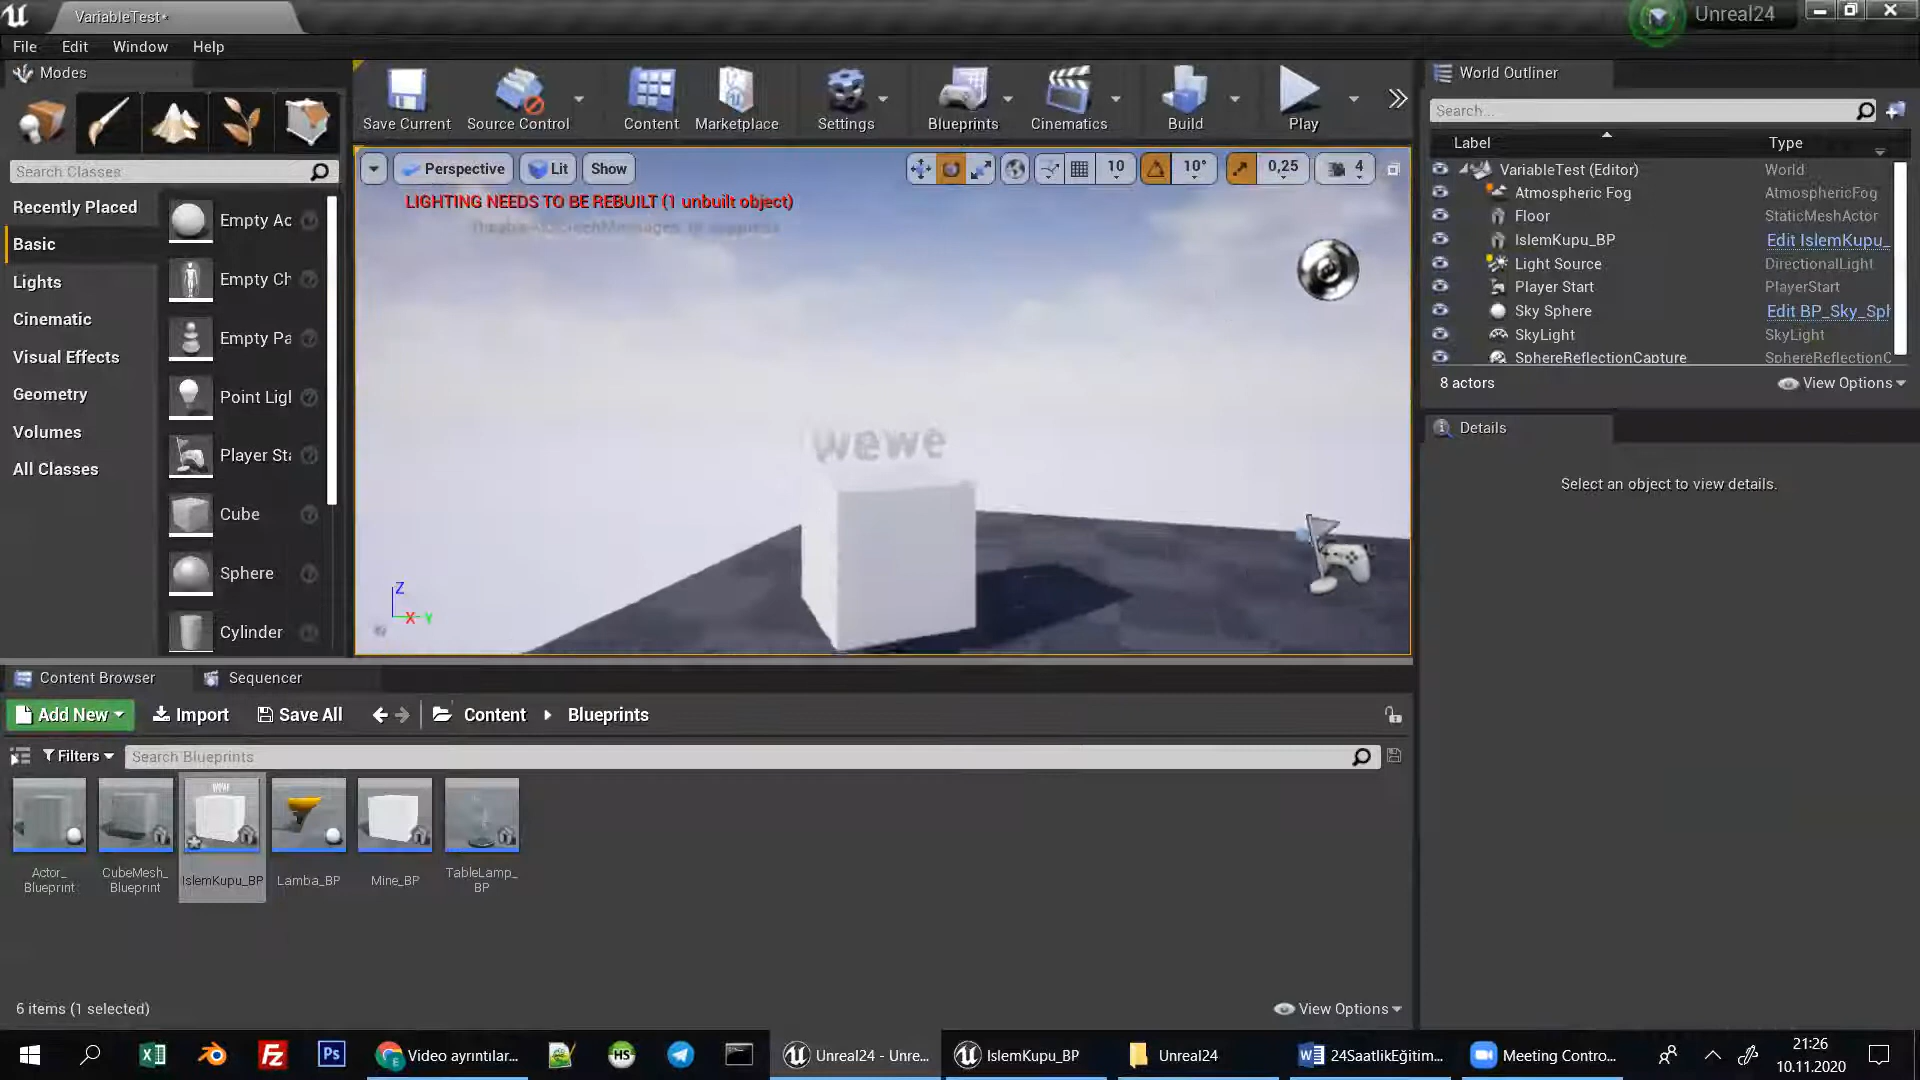 VariableTest•
Unreal24
File Edit Window Help
Modes
Search Classes
Recently Placed
Basic
Lights
Cinematic
Visual Effects
Geometry
Volumes
All Classes
Empty Ac
Empty Ch
Empty Pa
Point Ligl
Player Sta
Cube
Sphere
Cylinder
Save Current
Source Control
Content
Marketplace
Settings
Blueprints
Cinematics
Build
Play
Perspective
Lit
Show
10
10°
0,25
4
LIGHTING NEEDS TO BE REBUILT (1 unbuilt object)
wewe
Z
X
Y
World Outliner
Search...
Label Type
VariableTest (Editor) World
Atmospheric Fog AtmosphericFog
Floor StaticMeshActor
IslemKupu_BP Edit IslemKupu_
Light Source DirectionalLight
Player Start PlayerStart
Sky Sphere Edit BP_Sky_Sph
SkyLight SkyLight
SphereReflectionCapture SphereReflectionC
8 actors
View Options
Details
Select an object to view details.
Content Browser
Sequencer
Add New
Import
Save All
Content
Blueprints
Filters
Search Blueprints
Actor_
Blueprint
CubeMesh_
Blueprint
IslemKupu_BP
Lamba_BP
Mine_BP
TableLamp_
BP
6 items (1 selected)
View Options
Video ayrıntılar...
HS
Unreal24 - Unre...
IslemKupu_BP
Unreal24
24SaatlikEğitim...
Meeting Contro...
21:26
10.11.2020